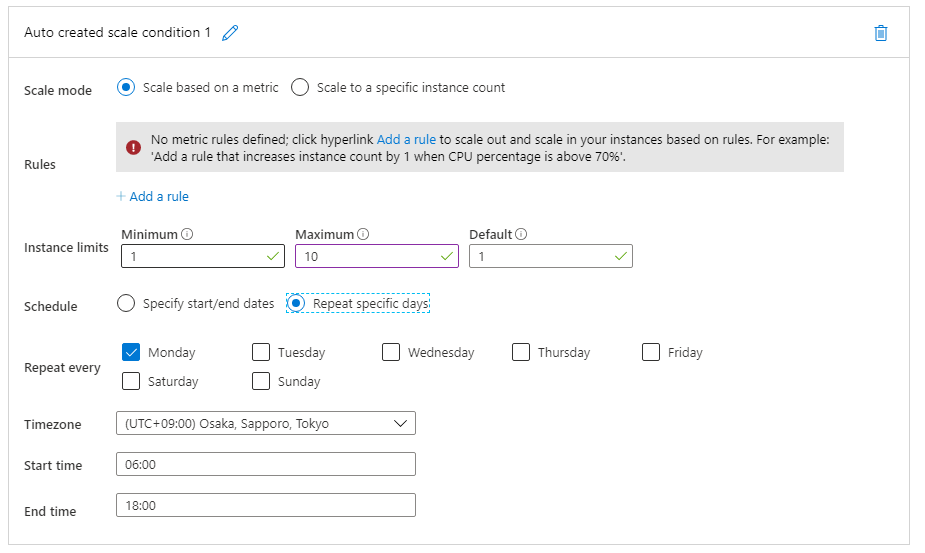 Auto created scale condition 1
Scale mode
Scale based on a metric
Scale to a specific instance count
Rules
No metric rules defined; click hyperlink Add a rule to scale out and scale in your instances based on rules. For example:
'Add a rule that increases instance count by 1 when CPU percentage is above 70%'.
+ Add a rule
Instance limits
Minimum
Maximum
Default
1
10
1
Schedule
Specify start/end dates
Repeat specific days
Repeat every
Monday
Tuesday
Wednesday
Thursday
Friday
Saturday
Sunday
Timezone
(UTC+09:00) Osaka, Sapporo, Tokyo
Start time
06:00
End time
18:00